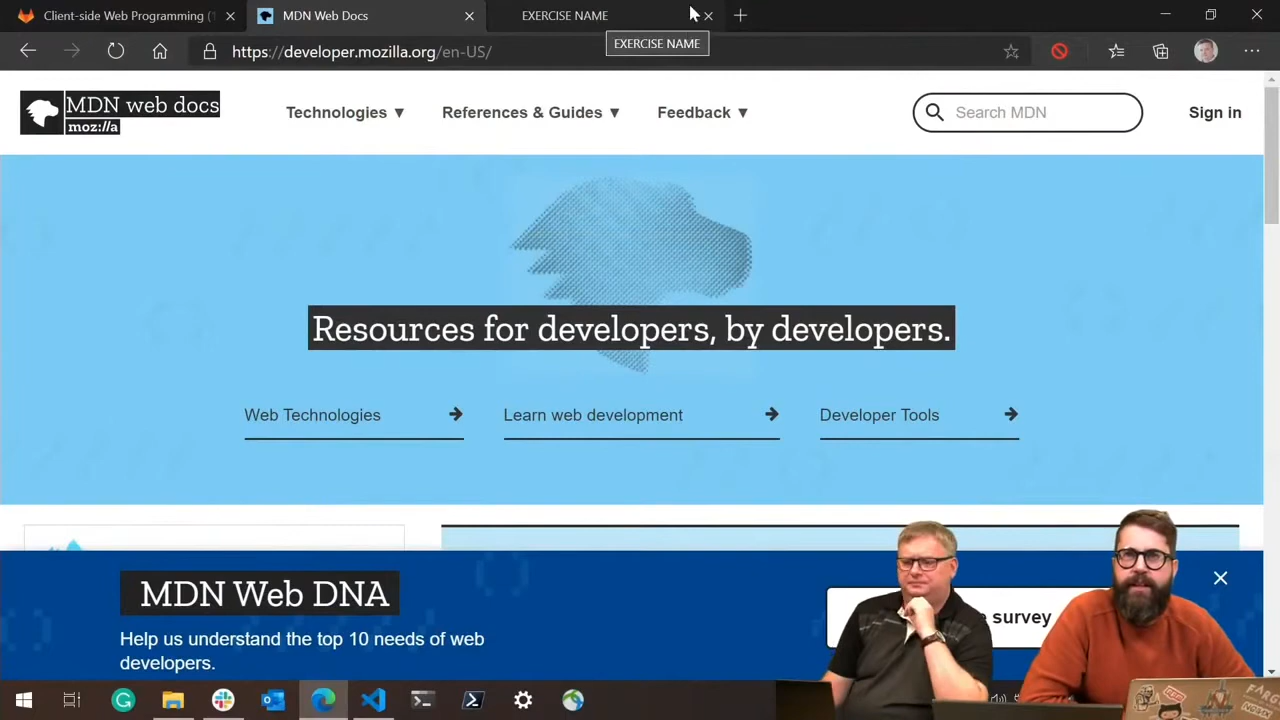 Client-side Web Programming (
MDN Web Docs
EXERCISE NAME
EXERCISE NAME
https://developer.mozilla.org/en-US/
MDN web docs
moz://a
Technologies ▼
References & Guides ▼
Feedback ▼
Search MDN
Sign in
Resources for developers, by developers.
Web Technologies
Learn web development
Developer Tools
MDN Web DNA
Help us understand the top 10 needs of web
developers.
survey